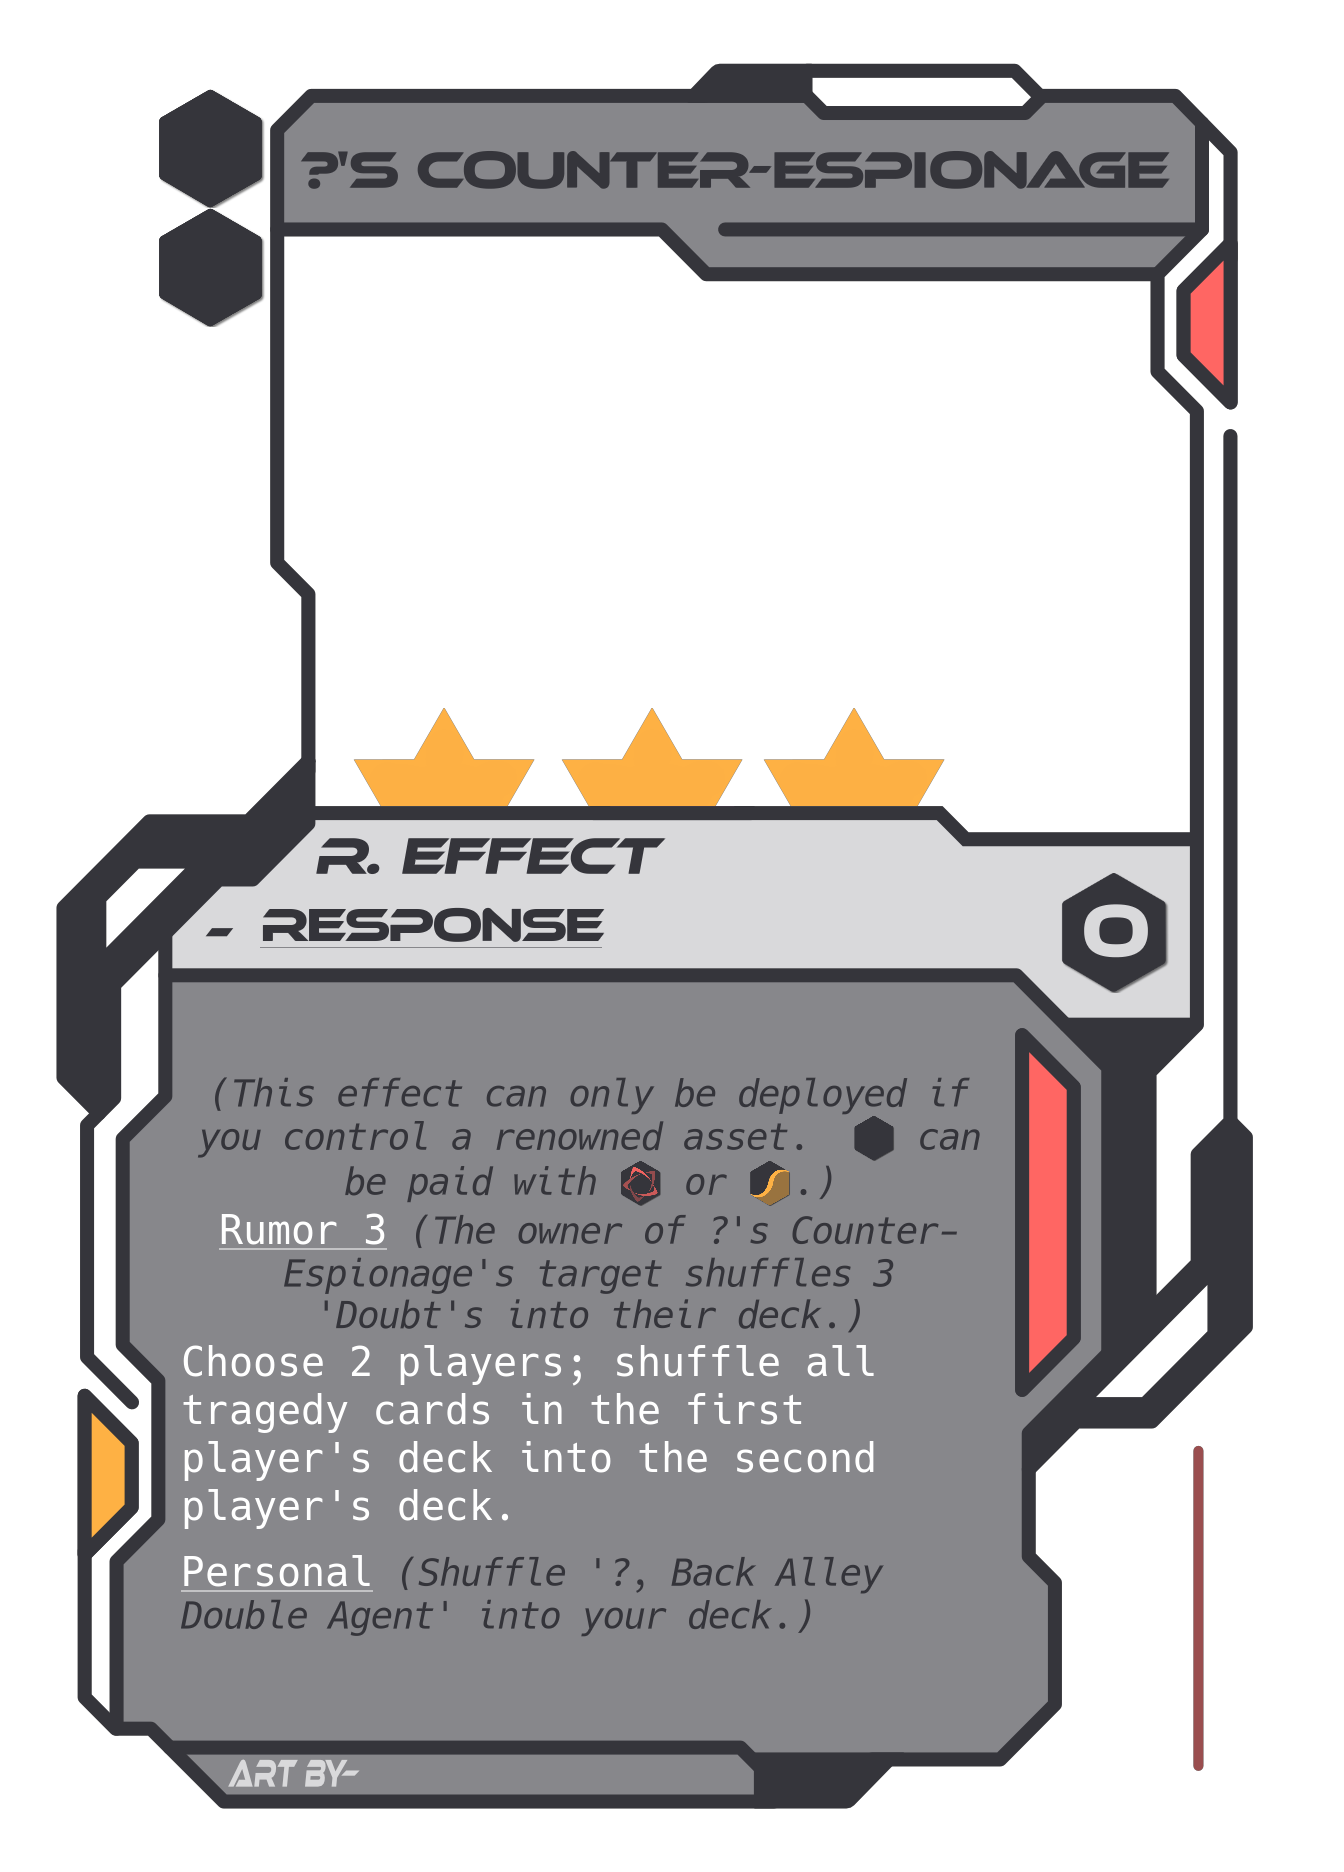 ?'S COUNTER-ESPIONAGE
R. EFFECT
- RESPONSE
0
(This effect can only be deployed if
you control a renowned asset. can
be paid with or .)
Rumor 3 (The owner of ?'s Counter-
Espionage's target shuffles 3
'Doubt's into their deck.)
Choose 2 players; shuffle all
tragedy cards in the first
player's deck into the second
player's deck.
Personal (Shuffle '?, Back Alley
Double Agent' into your deck.)
ART BY-